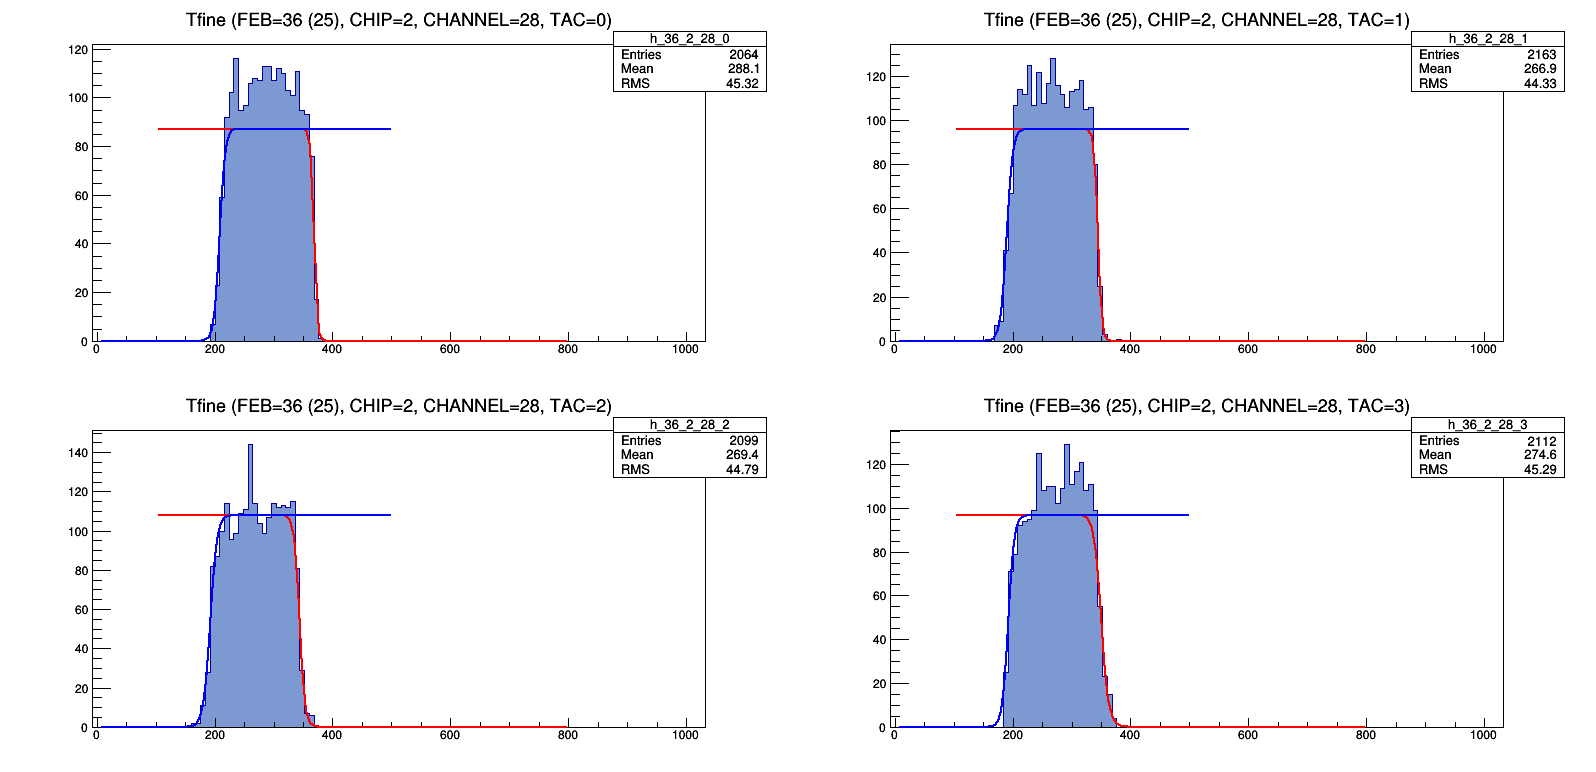 Tfine (FEB=36 (25), CHIP=2, CHANNEL=28, TAC=0)
h_36_2_28_0
Entries 2064
Mean 288.1
RMS 45.32
120
100
80
60
40
20
0
0 200 400 600 800 1000
Tfine (FEB=36 (25), CHIP=2, CHANNEL=28, TAC=1)
h_36_2_28_1
Entries 2163
Mean 266.9
RMS 44.33
120
100
80
60
40
20
0
0 200 400 600 800 1000
Tfine (FEB=36 (25), CHIP=2, CHANNEL=28, TAC=2)
h_36_2_28_2
Entries 2099
Mean 269.4
RMS 44.79
140
120
100
80
60
40
20
0
0 200 400 600 800 1000
Tfine (FEB=36 (25), CHIP=2, CHANNEL=28, TAC=3)
h_36_2_28_3
Entries 2112
Mean 274.6
RMS 45.29
120
100
80
60
40
20
0
0 200 400 600 800 1000